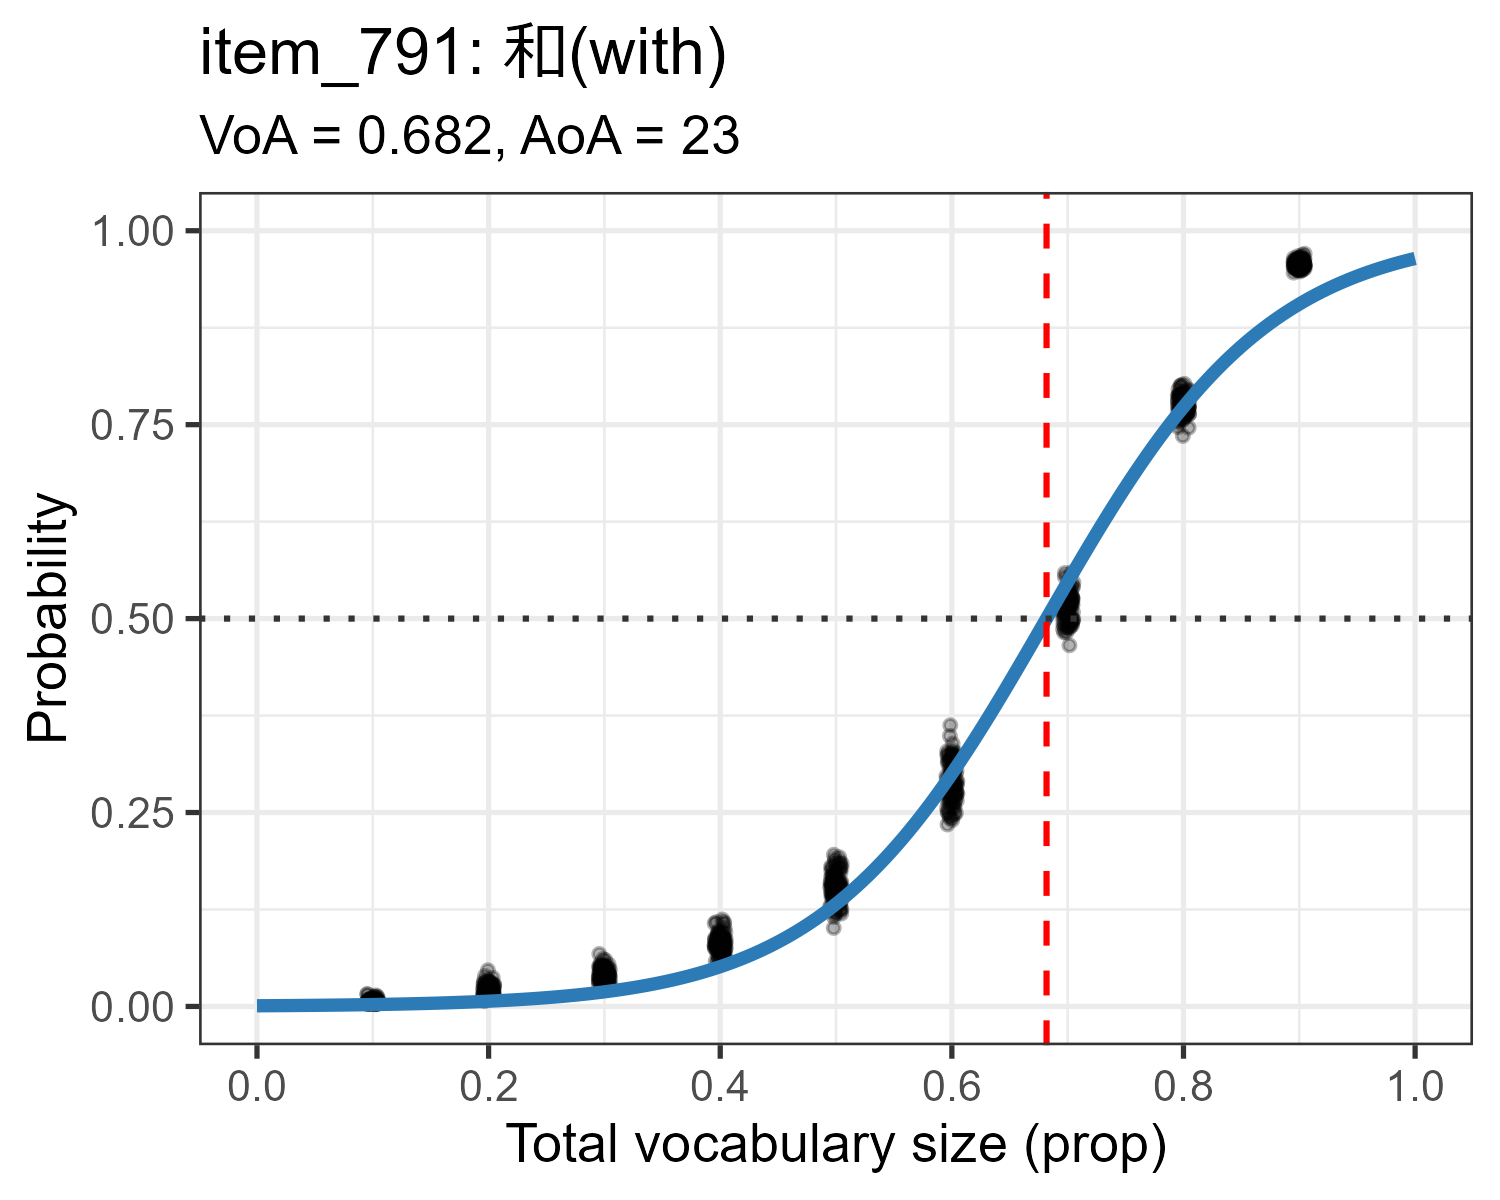 item_791: 和(with)
VoA = 0.682, AoA = 23
1.00
0.75
0.50
0.25
0.00
Probability
0.0 0.2 0.4 0.6 0.8 1.0
Total vocabulary size (prop)